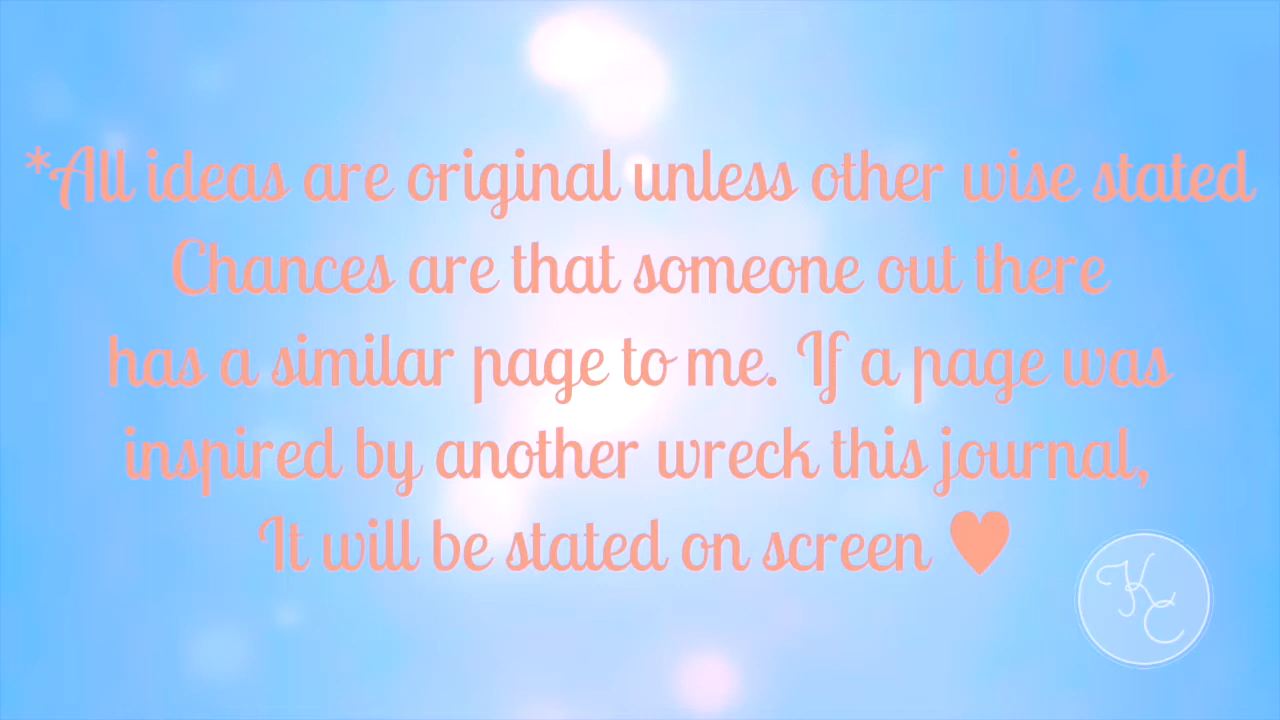 *All ideas are original unless other wise stated
Chances are that someone out there
has a similar page to me. If a page was
inspired by another wreck this journal,
It will be stated on screen ♥
KC